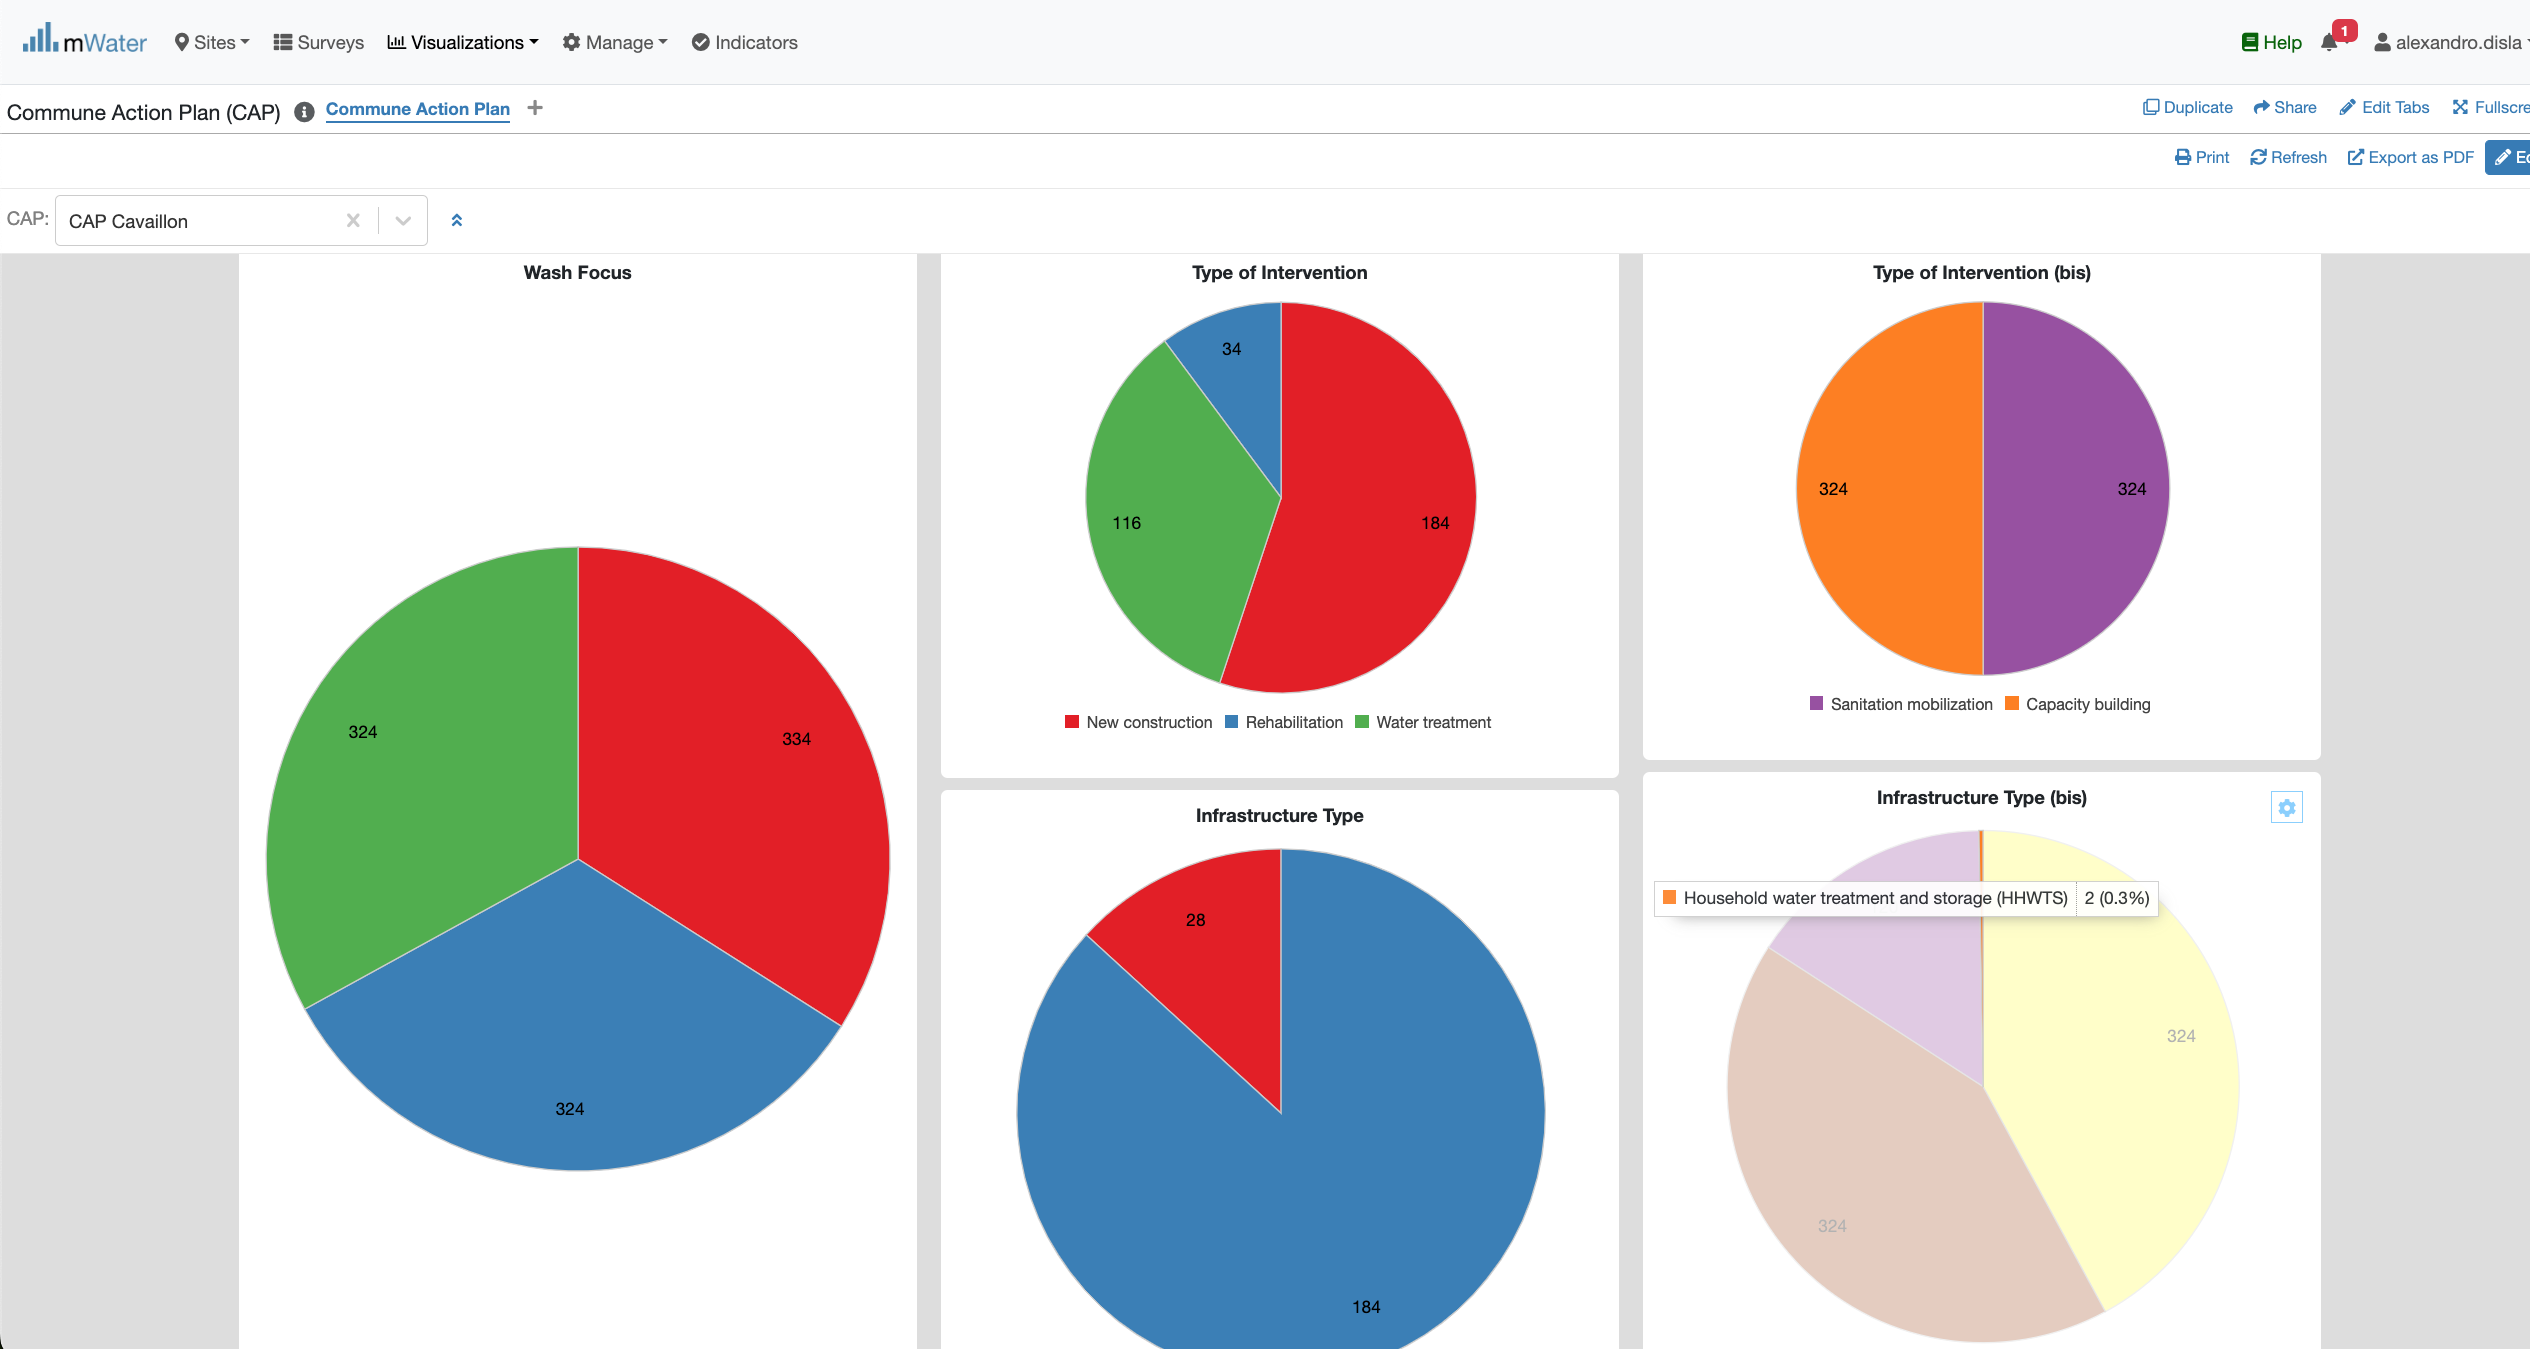 mWater Sites Surveys Visualizations Manage Indicators Help 1 alexandro.disla
Commune Action Plan (CAP) Commune Action Plan + Duplicate Share Edit Tabs Fullscre
Print Refresh Export as PDF Ed
CAP: CAP Cavaillon
Wash Focus
334
324
324
Type of Intervention
34
116
184
New construction Rehabilitation Water treatment
Type of Intervention (bis)
324
324
Sanitation mobilization Capacity building
Infrastructure Type
28
184
Infrastructure Type (bis)
Household water treatment and storage (HHWTS) 2 (0.3%)
324
324